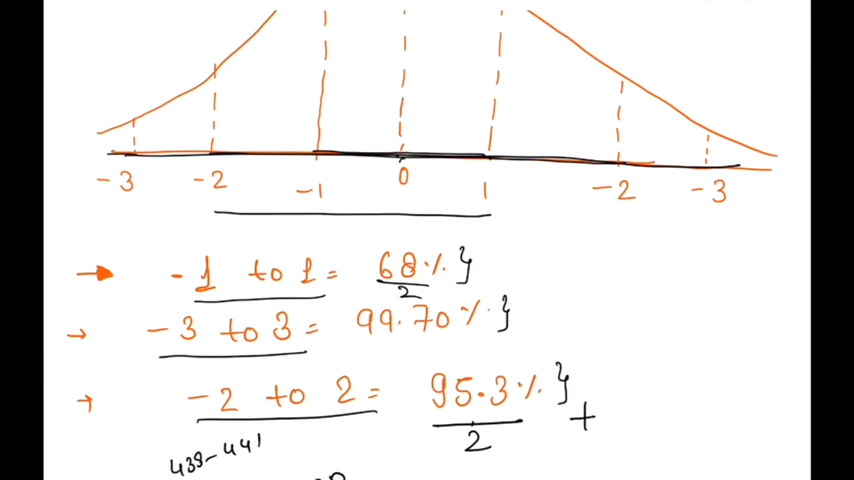 -3 -2 -1 0 1 -2 -3
-1 to 1 = 68% }
2
-3 to 3 = 99.70% }
-2 to 2 = 95.3% }
2 +
439-441